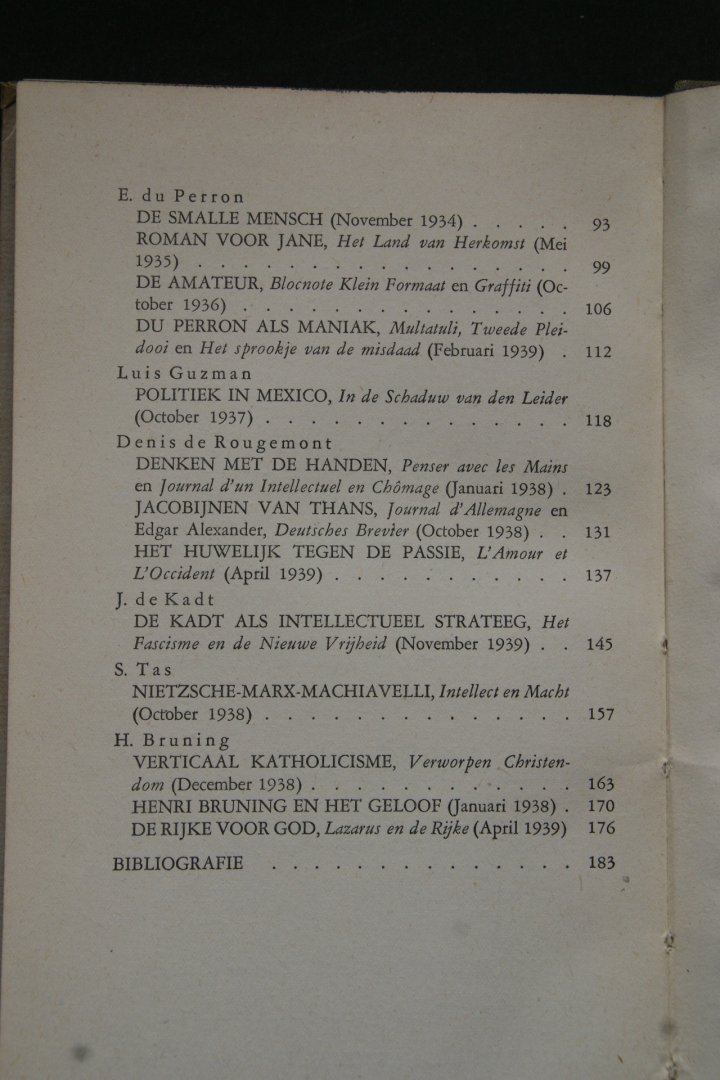 E. du Perron
DE SMALLE MENSCH (November 1934) . . . . . 93
ROMAN VOOR JANE, Het Land van Herkomst (Mei
1935) . . . . . . . . . . . . . . . . 99
DE AMATEUR, Blocnote Klein Formaat en Graffiti (Oc-
tober 1936) . . . . . . . . . . . . . . 106
DU PERRON ALS MANIAK, Multatuli, Tweede Plei-
dooi en Het sprookje van de misdaad (Februari 1939) . 112
Luis Guzman
POLITIEK IN MEXICO, In de Schaduw van den Leider
(October 1937) . . . . . . . . . . . . . 118
Denis de Rougemont
DENKEN MET DE HANDEN, Penser avec les Mains
en Journal d'un Intellectuel en Chômage (Januari 1938) . 123
JACOBIJNEN VAN THANS, Journal d'Allemagne en
Edgar Alexander, Deutsches Brevier (October 1938) . . 131
HET HUWELIJK TEGEN DE PASSIE, L'Amour et
L'Occident (April 1939) . . . . . . . . . . . 137
J. de Kadt
DE KADT ALS INTELLECTUEEL STRATEEG, Het
Fascisme en de Nieuwe Vrijheid (November 1939) . . 145
S. Tas
NIETZSCHE-MARX-MACHIAVELLI, Intellect en Macht
(October 1938) . . . . . . . . . . . . . . 157
H. Bruning
VERTICAAL KATHOLICISME, Verworpen Christen-
dom (December 1938) . . . . . . . . . . . . 163
HENRI BRUNING EN HET GELOOF (Januari 1938) . 170
DE RIJKE VOOR GOD, Lazarus en de Rijke (April 1939) 176
BIBLIOGRAFIE . . . . . . . . . . . . . . 183